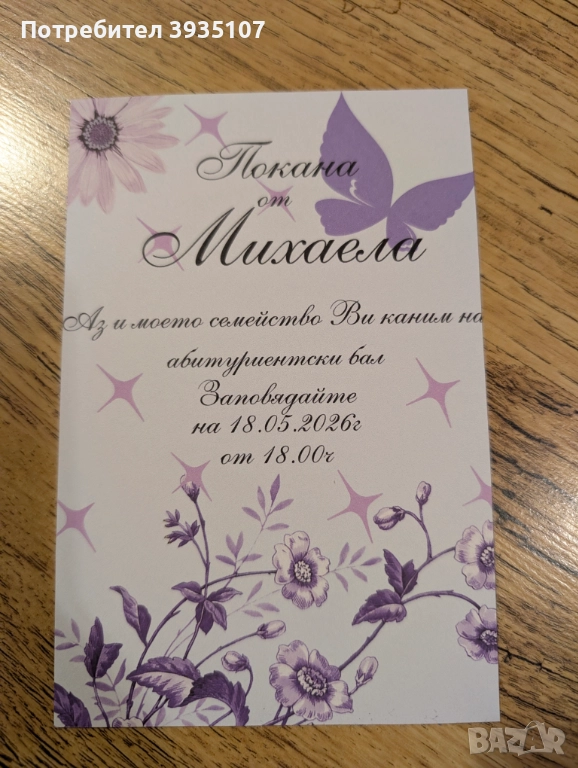 Потребител 3935107
Покана
от
Михаела
Аз и моето семейство Ви каним на
абитуриентски бал
Заповядайте
на 18.05.2026г
от 18.00ч
BAZAR